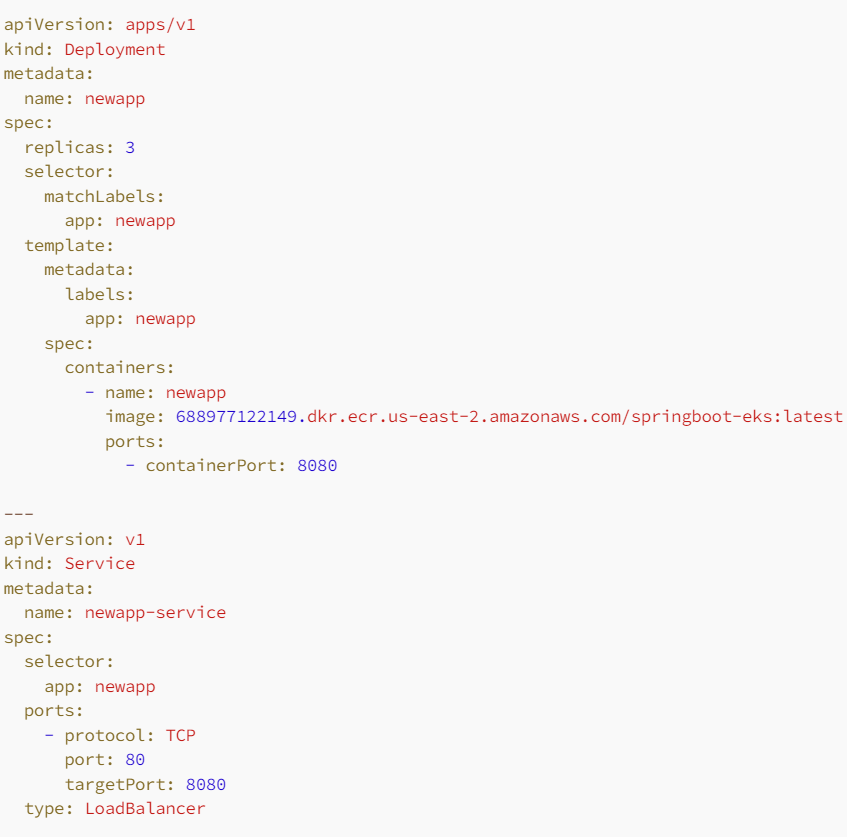 apiVersion: apps/v1
kind: Deployment
metadata:
  name: newapp
spec:
  replicas: 3
  selector:
    matchLabels:
      app: newapp
  template:
    metadata:
      labels:
        app: newapp
    spec:
      containers:
        - name: newapp
          image: 688977122149.dkr.ecr.us-east-2.amazonaws.com/springboot-eks:latest
          ports:
            - containerPort: 8080

---
apiVersion: v1
kind: Service
metadata:
  name: newapp-service
spec:
  selector:
    app: newapp
  ports:
    - protocol: TCP
      port: 80
      targetPort: 8080
  type: LoadBalancer